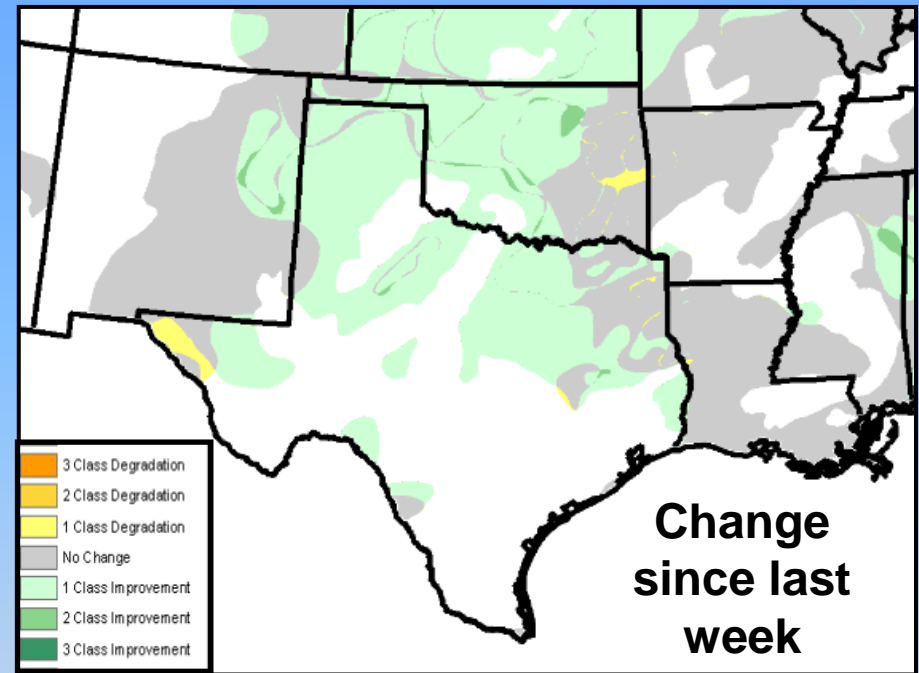 3 Class Degradation
2 Class Degradation
1 Class Degradation
No Change
1 Class Improvement
2 Class Improvement
3 Class Improvement
Change
since last
week